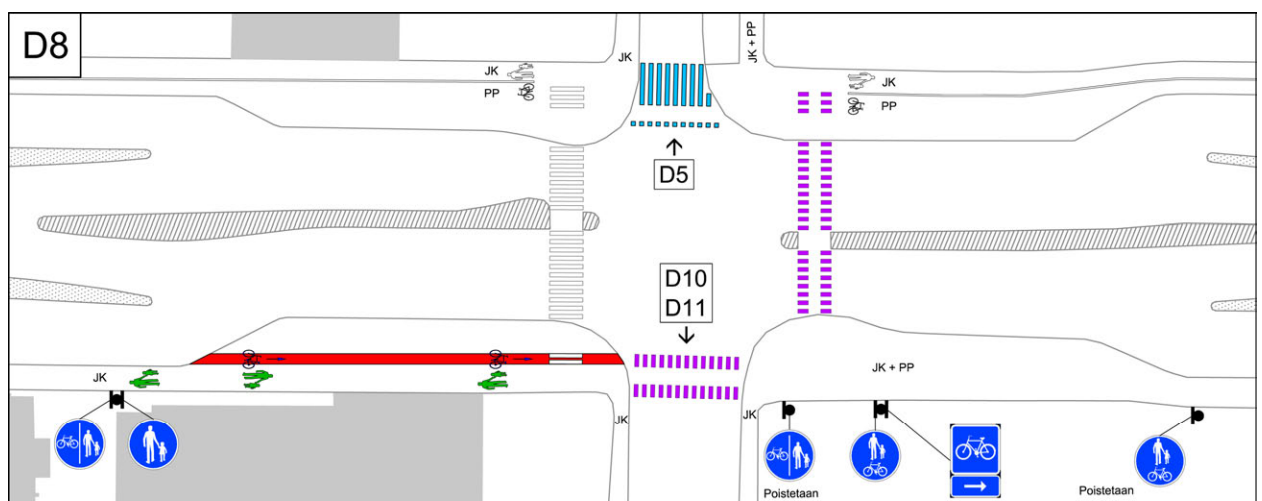 D8
JK
JK + PP
JK
PP
JK
PP
D5
D10
D11
JK
JK + PP
JK
JK
Poistetaan
Poistetaan